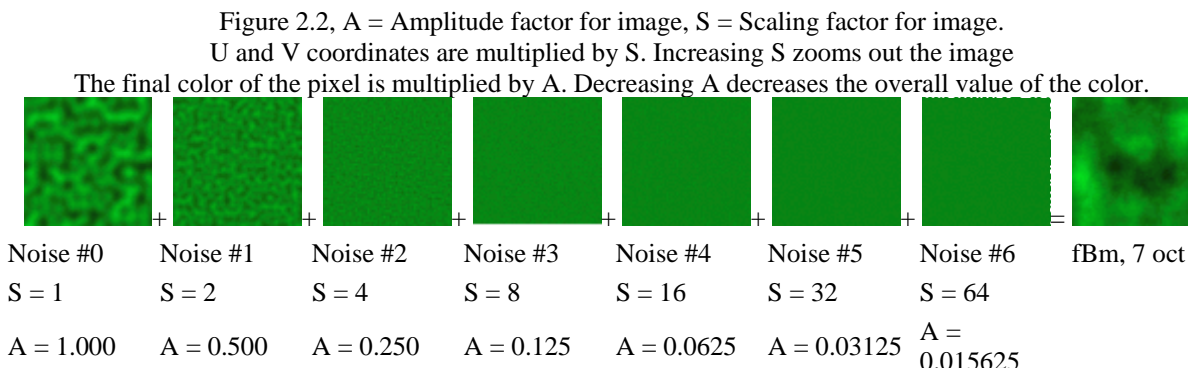 Figure 2.2, A = Amplitude factor for image, S = Scaling factor for image.
U and V coordinates are multiplied by S. Increasing S zooms out the image
The final color of the pixel is multiplied by A. Decreasing A decreases the overall value of the color.
+ + + + + + =
Noise #0 Noise #1 Noise #2 Noise #3 Noise #4 Noise #5 Noise #6 fBm, 7 oct
S = 1 S = 2 S = 4 S = 8 S = 16 S = 32 S = 64
A = 1.000 A = 0.500 A = 0.250 A = 0.125 A = 0.0625 A = 0.03125 A =
0.015625